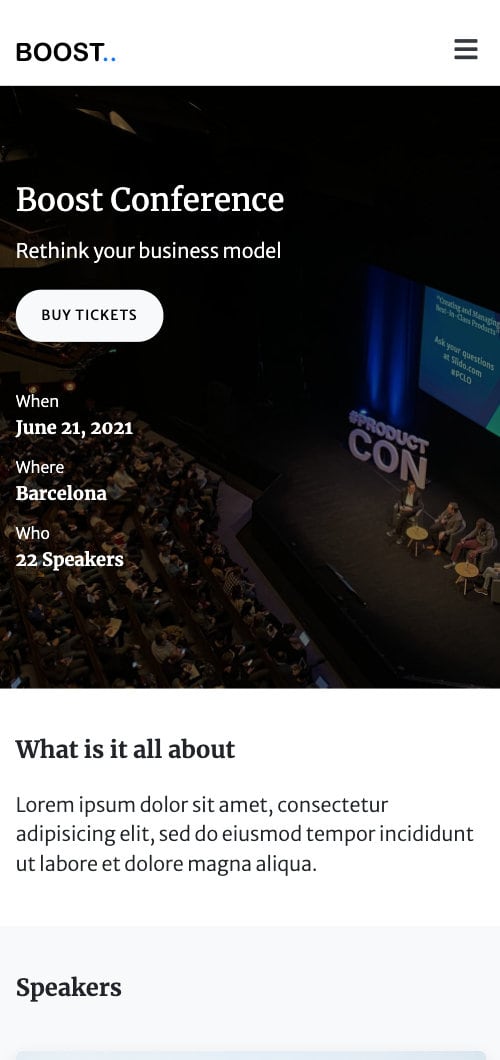 BOOST..
Boost Conference
Rethink your business model
BUY TICKETS
"Creating and Managing
Best-In-Class Products"
Ask your questions
at Slido.com
#PCLO
#PRODUCT
CON
When
June 21, 2021
Where
Barcelona
Who
22 Speakers
What is it all about
Lorem ipsum dolor sit amet, consectetur
adipisicing elit, sed do eiusmod tempor incididunt
ut labore et dolore magna aliqua.
Speakers